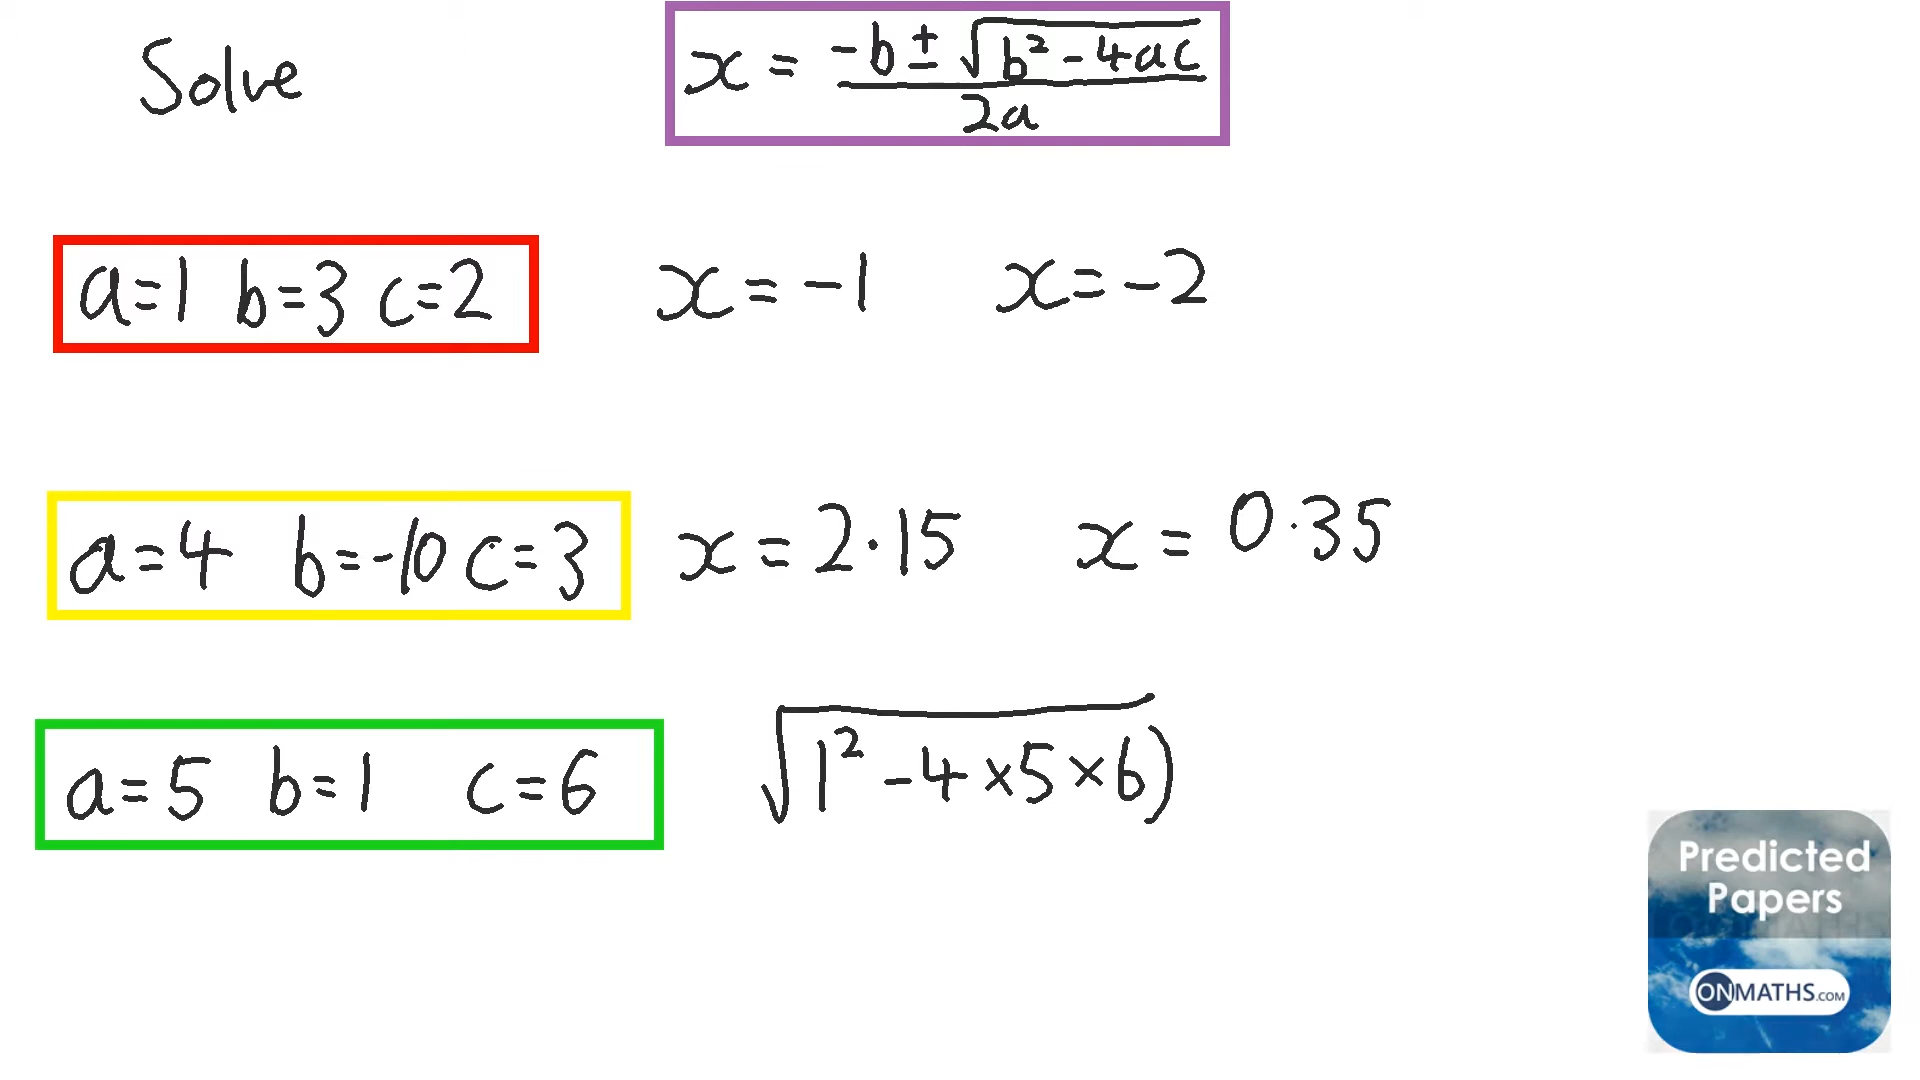 Solve
x = -b ± √b² - 4ac / 2a
a=1 b=3 c=2 x = -1 x = -2
a=4 b=-10 c=3 x = 2.15 x = 0.35
a=5 b=1 c=6 √1² - 4 × 5 × 6)
Predicted
Papers
ONMATHS.COM